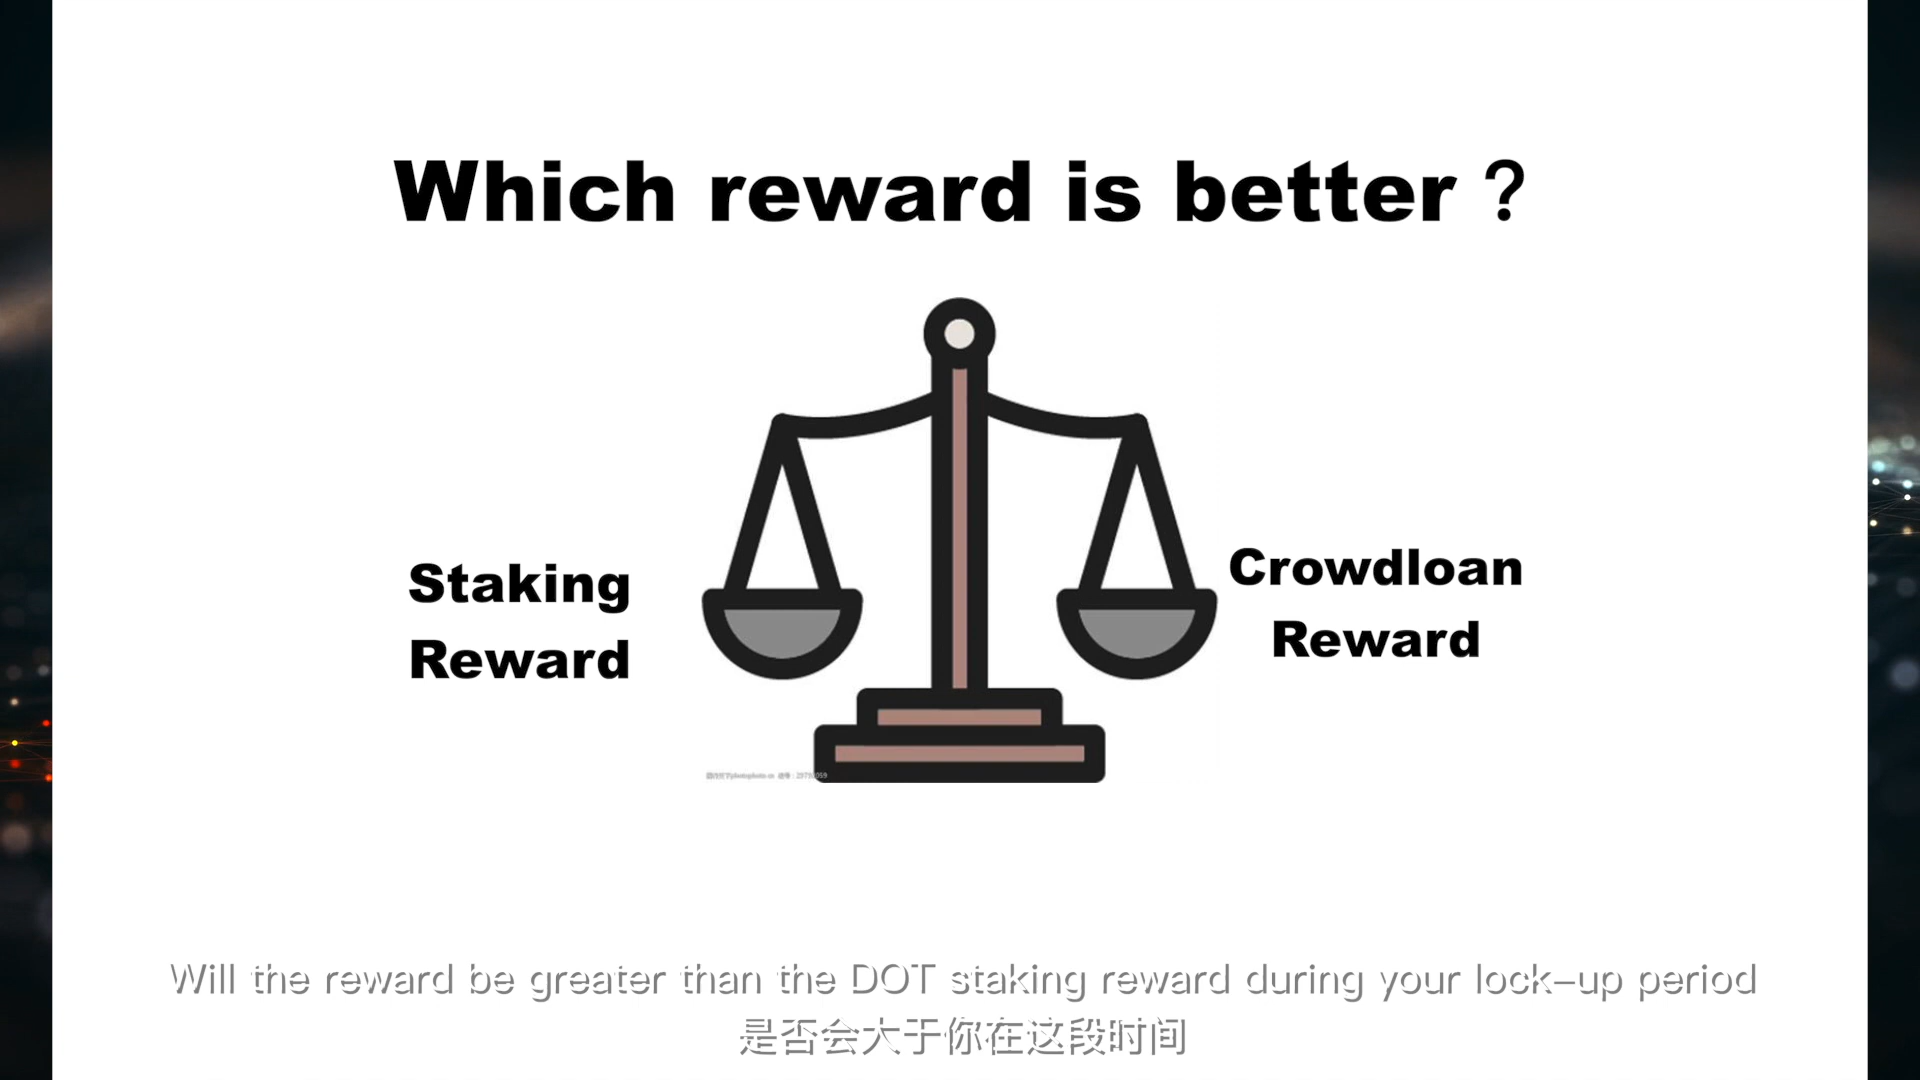 Which reward is better ?
Staking
Reward
Crowdloan
Reward
Will the reward be greater than the DOT staking reward during your lock-up period
是否会大于你在这段时间